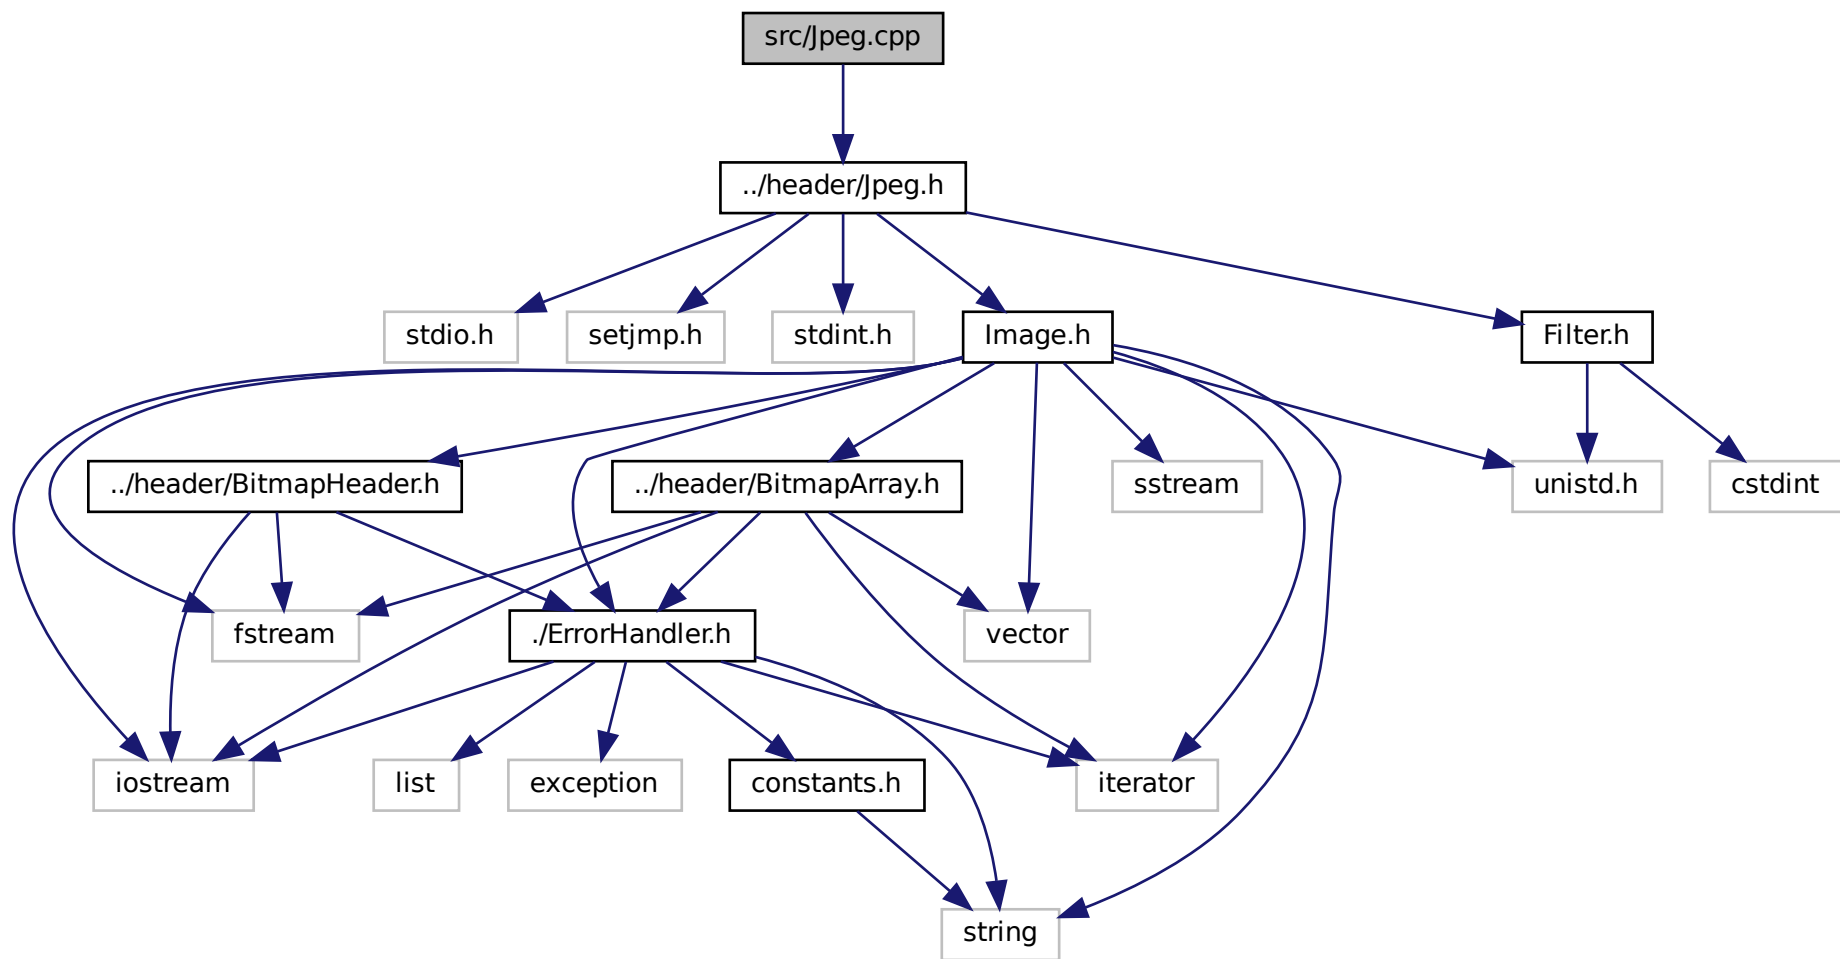 src/Jpeg.cpp
../header/Jpeg.h
stdio.h
setjmp.h
stdint.h
Image.h
Filter.h
../header/BitmapHeader.h
../header/BitmapArray.h
sstream
unistd.h
cstdint
fstream
./ErrorHandler.h
vector
iostream
list
exception
constants.h
iterator
string